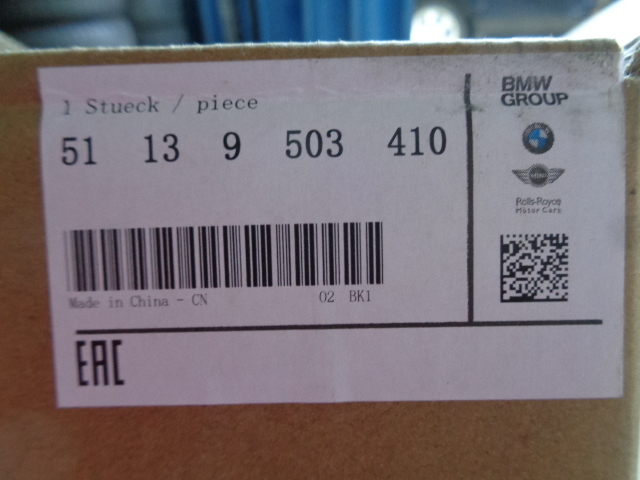 1 Stueck / piece
51 13 9 503 410
Made in China - CN 02 BK1
EAC
BMW
GROUP
Rolls-Royce
Motor Cars